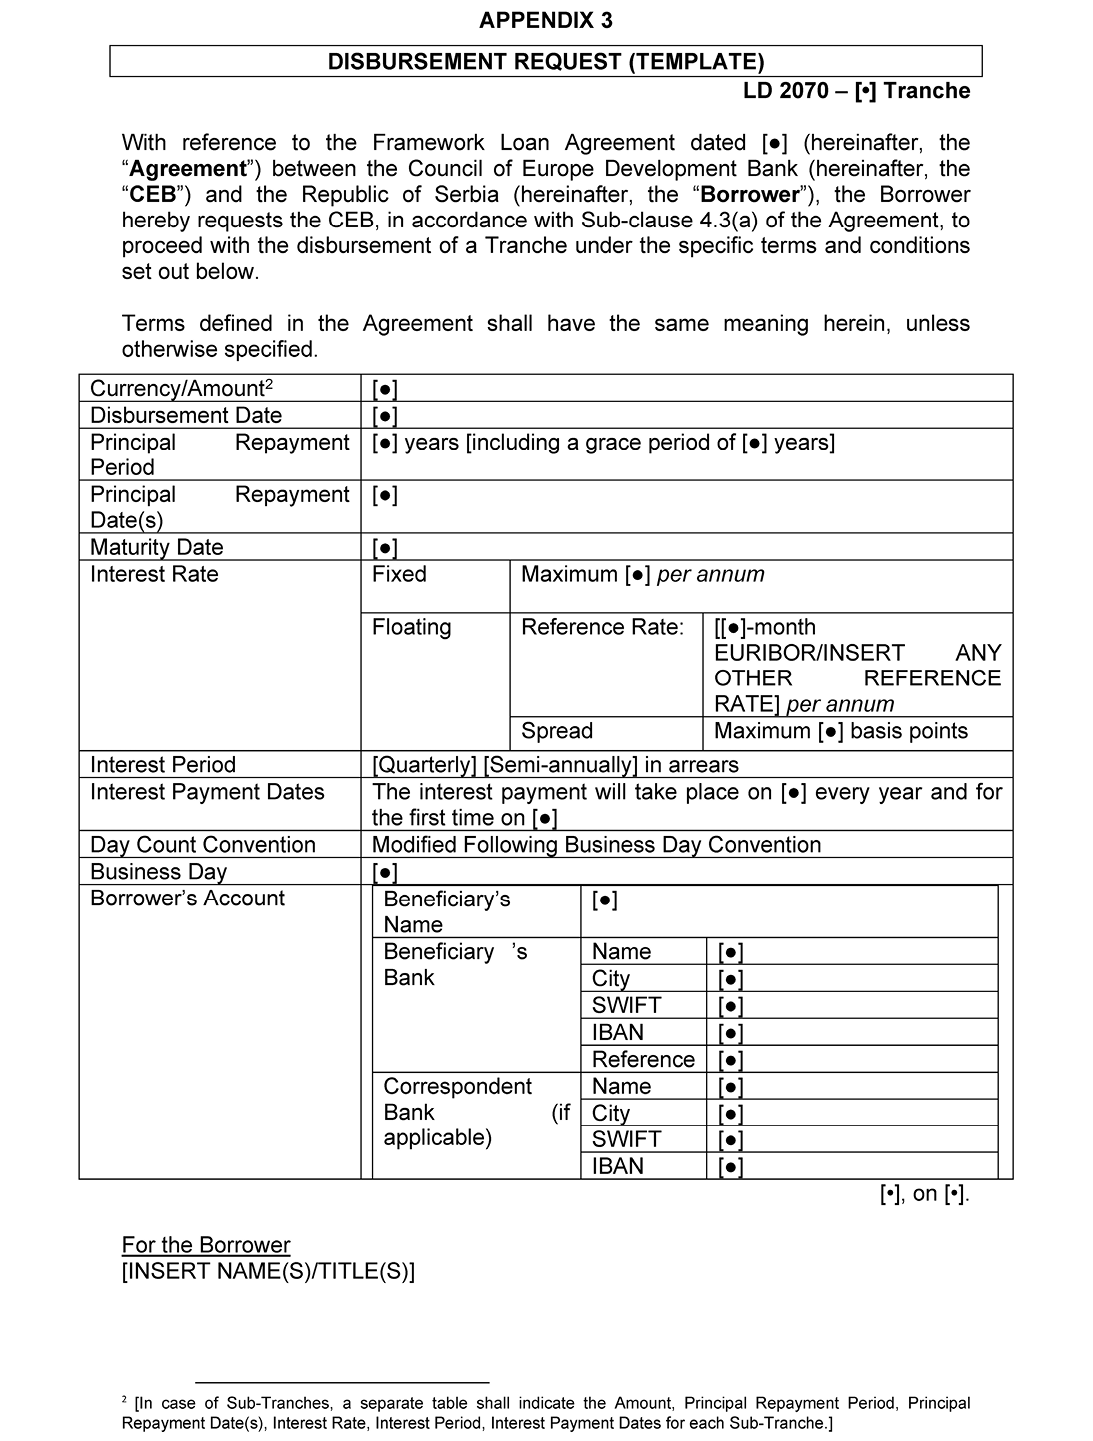 APPENDIX 3
DISBURSEMENT REQUEST (TEMPLATE)
LD 2070 – [•] Tranche
With reference to the Framework Loan Agreement dated [●] (hereinafter, the
“Agreement”) between the Council of Europe Development Bank (hereinafter, the
“CEB”) and the Republic of Serbia (hereinafter, the “Borrower”), the Borrower
hereby requests the CEB, in accordance with Sub-clause 4.3(a) of the Agreement, to
proceed with the disbursement of a Tranche under the specific terms and conditions
set out below.
Terms defined in the Agreement shall have the same meaning herein, unless
otherwise specified.
Currency/Amount² [●]
Disbursement Date [●]
Principal Repayment [●] years [including a grace period of [●] years]
Period
Principal Repayment [●]
Date(s)
Maturity Date [●]
Interest Rate Fixed Maximum [●] per annum
Floating Reference Rate: [[●]-month
EURIBOR/INSERT ANY
OTHER REFERENCE
RATE] per annum
Spread Maximum [●] basis points
Interest Period [Quarterly] [Semi-annually] in arrears
Interest Payment Dates The interest payment will take place on [●] every year and for
the first time on [●]
Day Count Convention Modified Following Business Day Convention
Business Day [●]
Borrower’s Account Beneficiary’s [●]
Name
Beneficiary ’s Name [●]
Bank City [●]
SWIFT [●]
IBAN [●]
Reference [●]
Correspondent Name [●]
Bank (if City [●]
applicable) SWIFT [●]
IBAN [●]
[•], on [•].
For the Borrower
[INSERT NAME(S)/TITLE(S)]
² [In case of Sub-Tranches, a separate table shall indicate the Amount, Principal Repayment Period, Principal
Repayment Date(s), Interest Rate, Interest Period, Interest Payment Dates for each Sub-Tranche.]